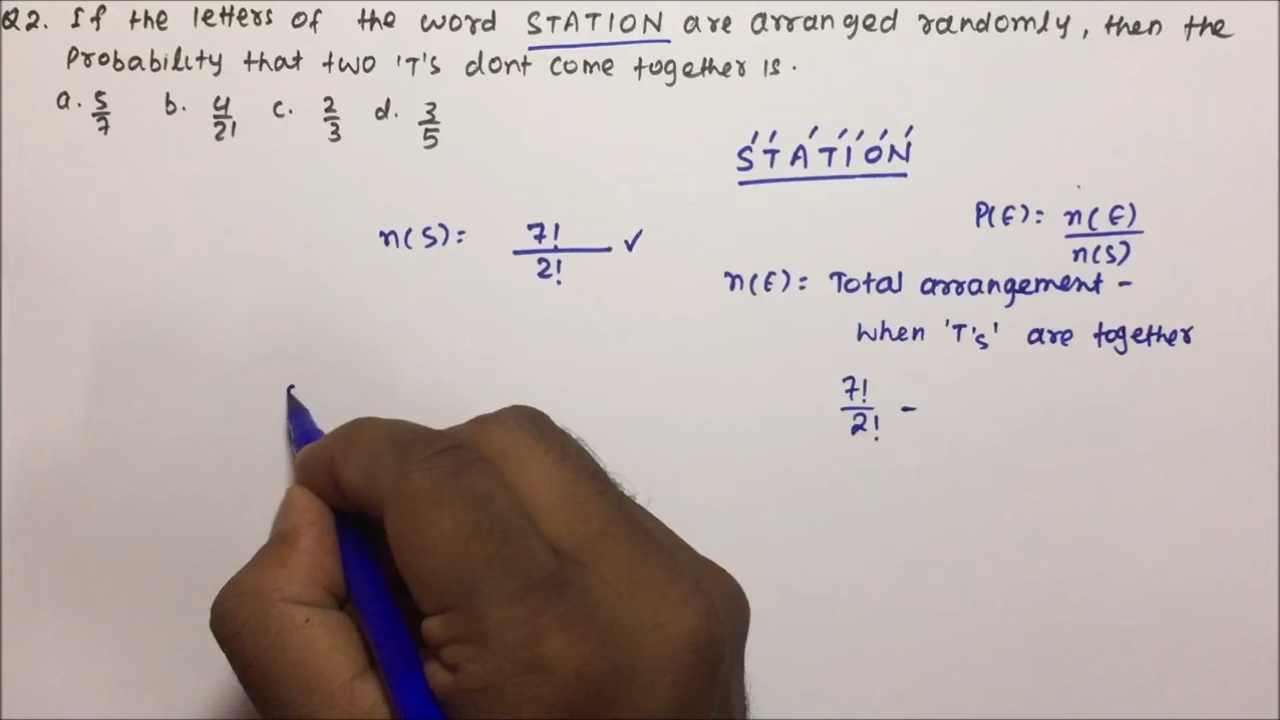 Q2. If the letters of the word STATION are arranged randomly, then the
Probability that two 'T's dont come together is.
a. 5/7 b. 4/21 c. 2/3 d. 3/5
STATION
n(S): 7!/2! ✓
P(E): n(E)/n(S)
n(E): Total arrangement -
When 'T's' are together
7!/2! -